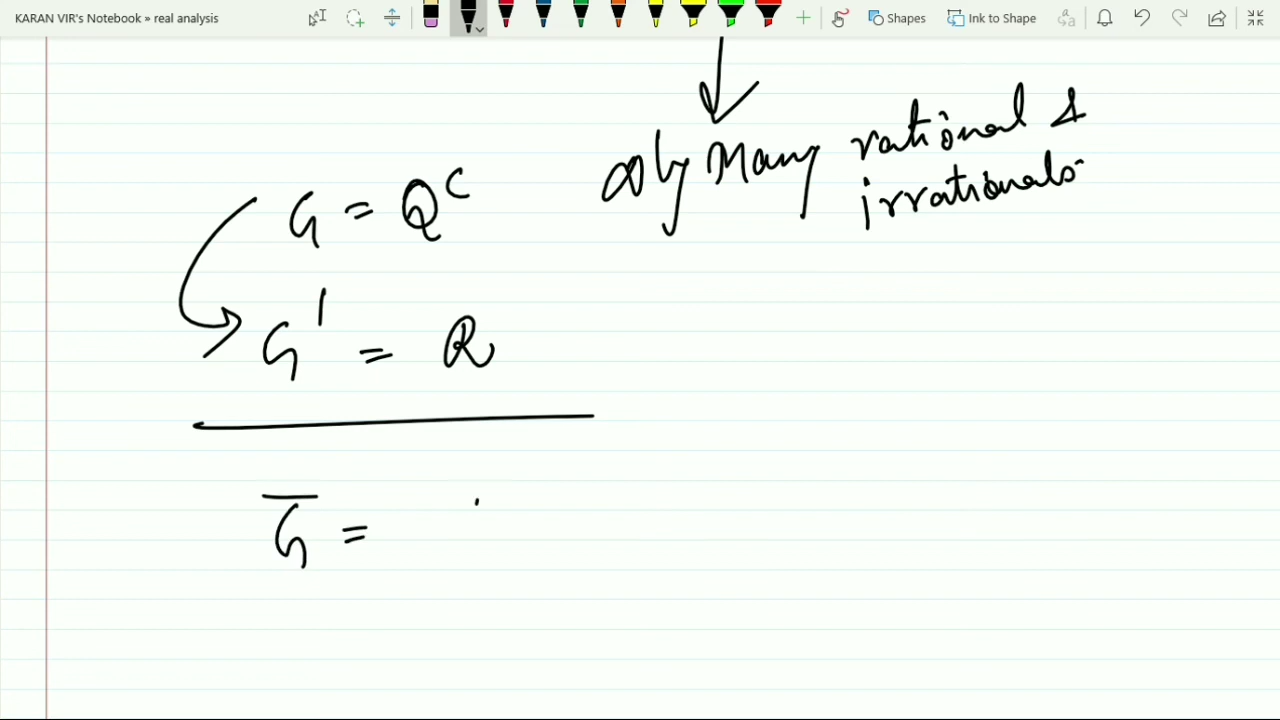 KARAN VIR's Notebook » real analysis
Shapes
Ink to Shape
∞ly Many rational &
irrationals
G = Q^C
G' = R
G̅ =